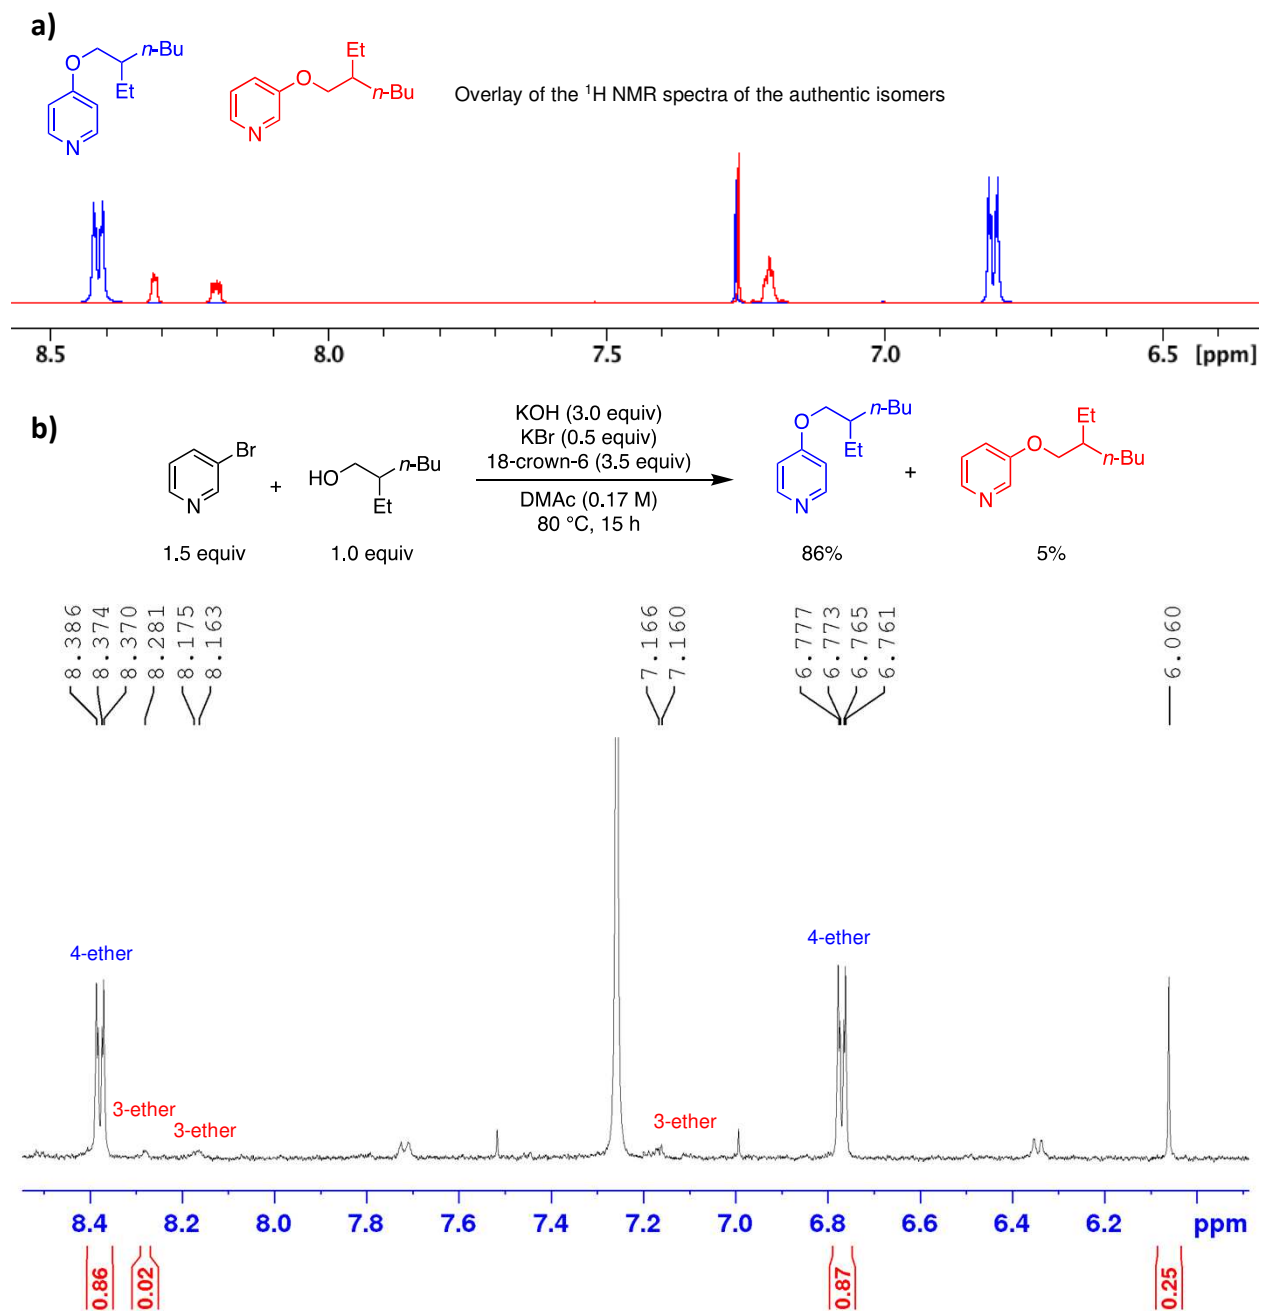 a)
O
n-Bu
Et
N
Et
O
n-Bu
N
Overlay of the ¹H NMR spectra of the authentic isomers
8.5 8.0 7.5 7.0 6.5 [ppm]
b)
Br
N
+
HO
n-Bu
Et
KOH (3.0 equiv)
KBr (0.5 equiv)
18-crown-6 (3.5 equiv)
DMAc (0.17 M)
80 °C, 15 h
O
n-Bu
Et
N
+
Et
O
n-Bu
N
1.5 equiv 1.0 equiv 86% 5%
8.386
8.374
8.370
8.281
8.175
8.163
7.166
7.160
6.777
6.773
6.765
6.761
6.060
4-ether
3-ether
3-ether
3-ether
4-ether
8.4 8.2 8.0 7.8 7.6 7.4 7.2 7.0 6.8 6.6 6.4 6.2 ppm
0.86
0.02
0.87
0.25